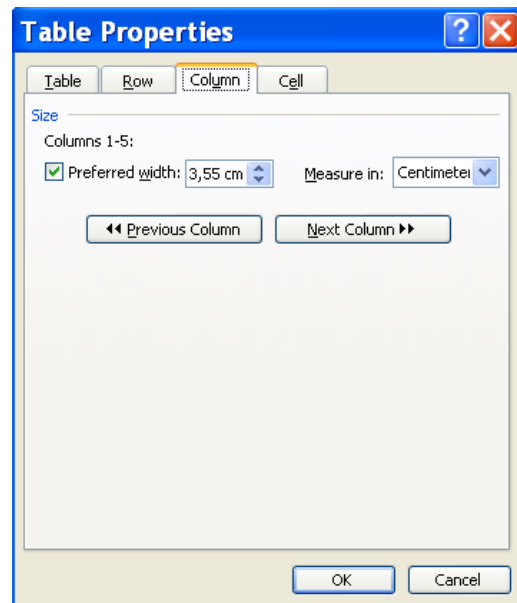 Table Properties
Table Row Column Cell
Size
Columns 1-5:
Preferred width: 3,55 cm Measure in: Centimeter
Previous Column Next Column
OK Cancel